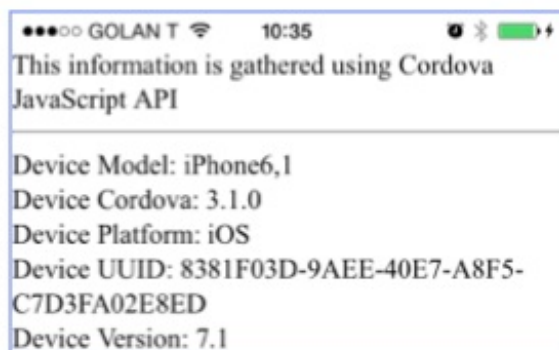 GOLAN T 10:35
This information is gathered using Cordova
JavaScript API
Device Model: iPhone6,1
Device Cordova: 3.1.0
Device Platform: iOS
Device UUID: 8381F03D-9AEE-40E7-A8F5-
C7D3FA02E8ED
Device Version: 7.1